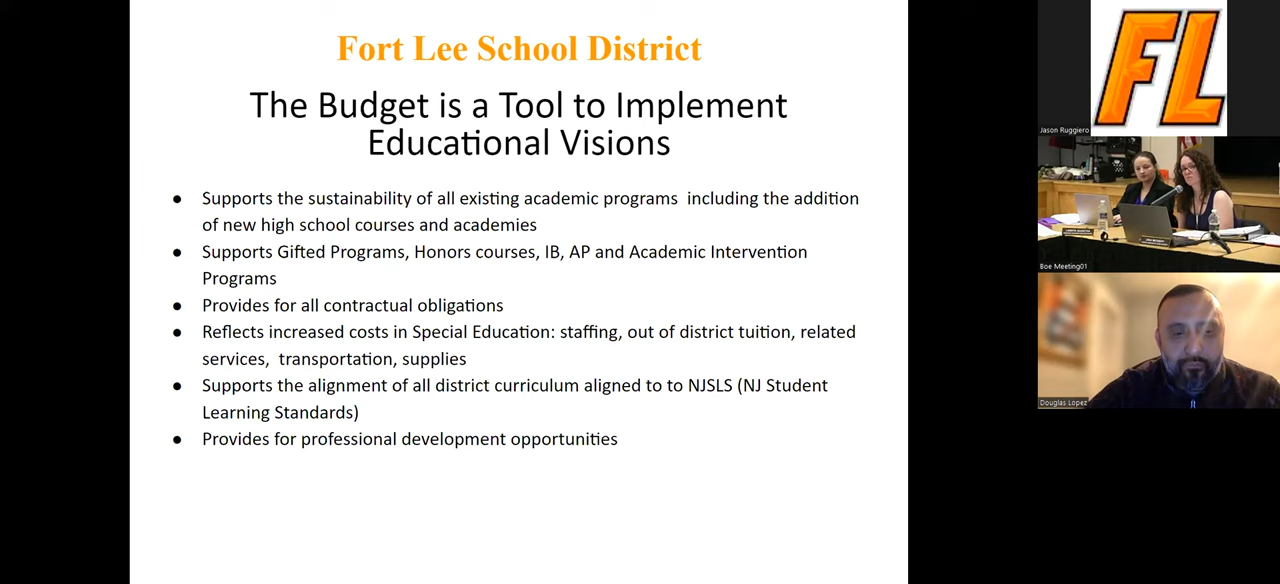 Fort Lee School District
The Budget is a Tool to Implement
Educational Visions
● Supports the sustainability of all existing academic programs including the addition
of new high school courses and academies
● Supports Gifted Programs, Honors courses, IB, AP and Academic Intervention
Programs
● Provides for all contractual obligations
● Reflects increased costs in Special Education: staffing, out of district tuition, related
services, transportation, supplies
● Supports the alignment of all district curriculum aligned to to NJSLS (NJ Student
Learning Standards)
● Provides for professional development opportunities
FL
Jason Ruggiero
Boe Meeting01
Douglas Lopez